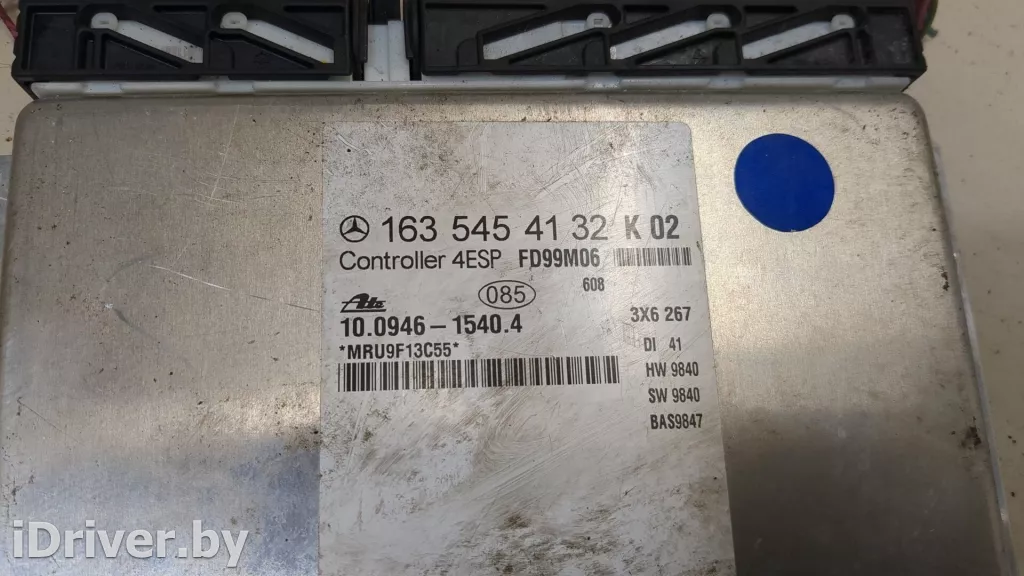 163 545 41 32 K 02
Controller 4ESP FD99M06
608
Ate 085
10.0946-1540.4 3X6 267
*MRU9F13C55*
DI 41
HW 9840
SW 9840
BAS9847
iDriver.by